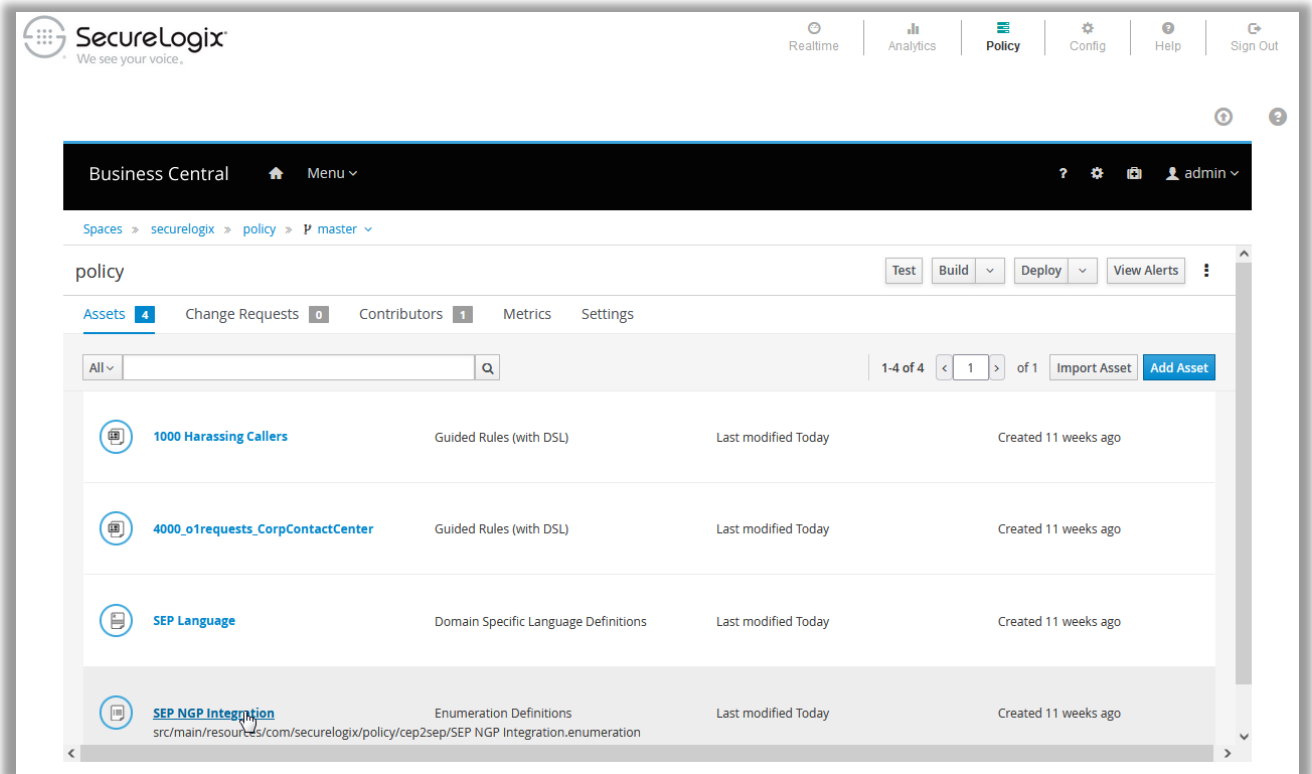 SecureLogix
We see your voice.
Realtime Analytics Policy Config Help Sign Out
Business Central Menu admin
Spaces » securelogix » policy » master
policy Test Build Deploy View Alerts
Assets 4 Change Requests 0 Contributors 1 Metrics Settings
All 1-4 of 4 < 1 > of 1 Import Asset Add Asset
1000 Harassing Callers Guided Rules (with DSL) Last modified Today Created 11 weeks ago
4000_o1requests_CorpContactCenter Guided Rules (with DSL) Last modified Today Created 11 weeks ago
SEP Language Domain Specific Language Definitions Last modified Today Created 11 weeks ago
SEP NGP Integration Enumeration Definitions Last modified Today Created 11 weeks ago
src/main/resources/com/securelogix/policy/cep2sep/SEP NGP Integration.enumeration